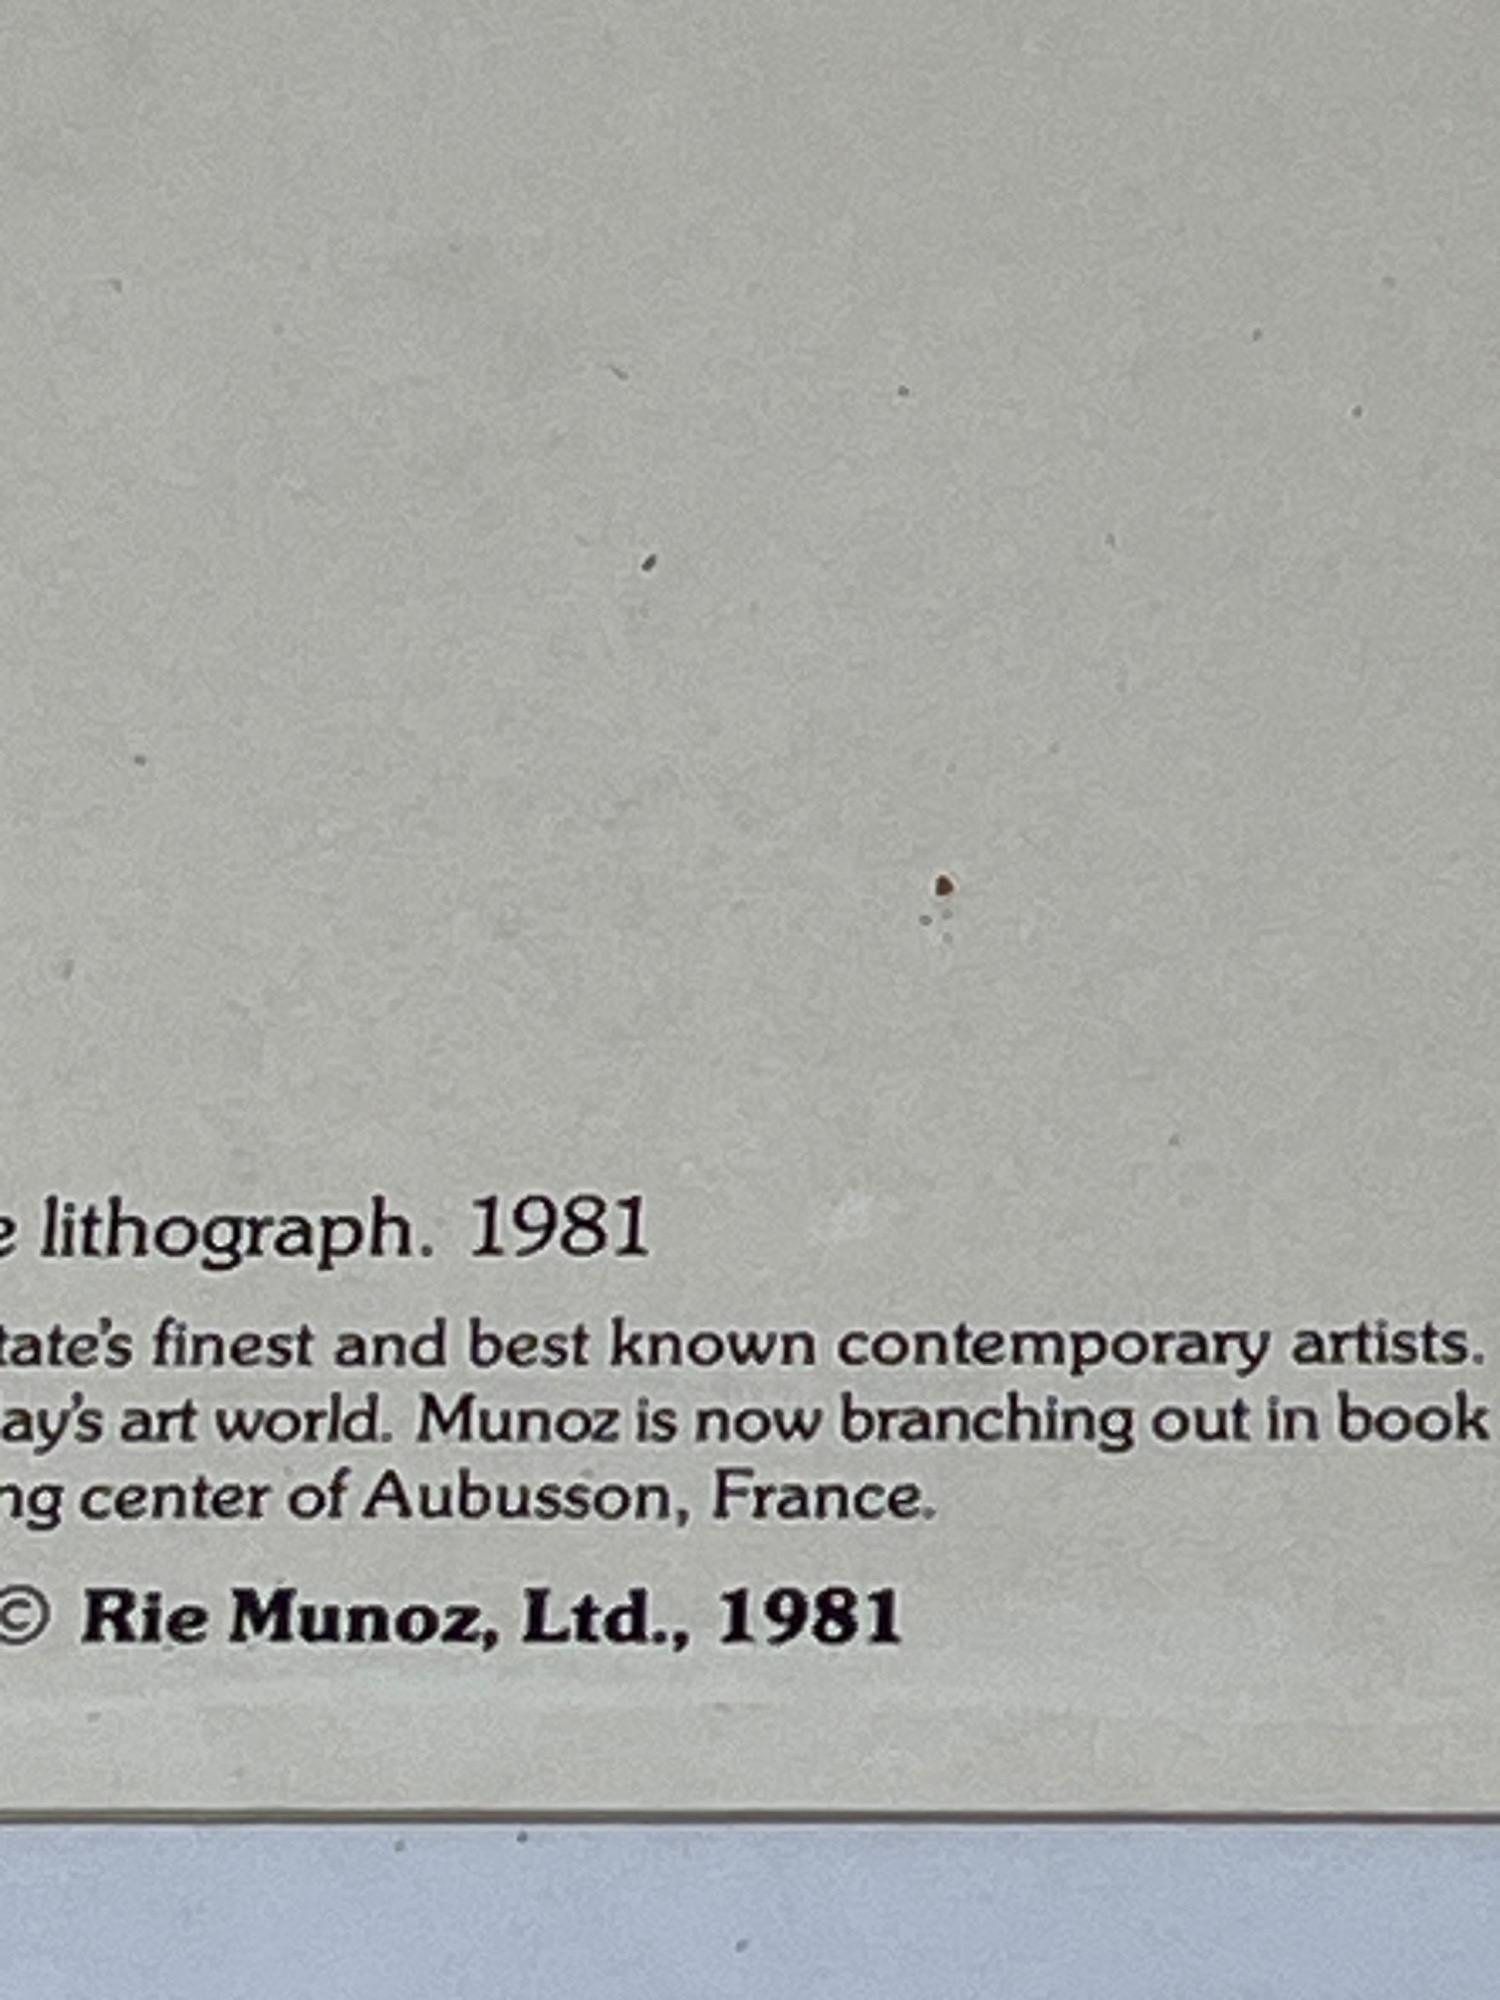 e lithograph. 1981
tate's finest and best known contemporary artists.
ay's art world. Munoz is now branching out in book
ng center of Aubusson, France.
© Rie Munoz, Ltd., 1981